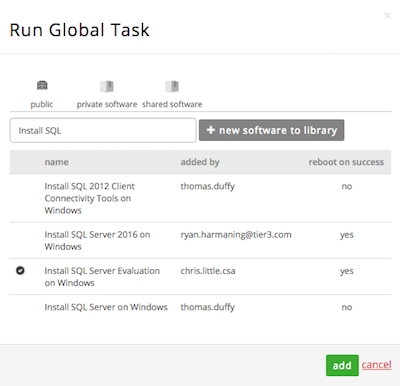 Run Global Task
×
public private software shared software
Install SQL + new software to library
name added by reboot on success
Install SQL 2012 Client thomas.duffy no
Connectivity Tools on
Windows
Install SQL Server 2016 on ryan.harmaning@tier3.com yes
Windows
Install SQL Server Evaluation chris.little.csa yes
on Windows
Install SQL Server on Windows thomas.duffy no
add cancel